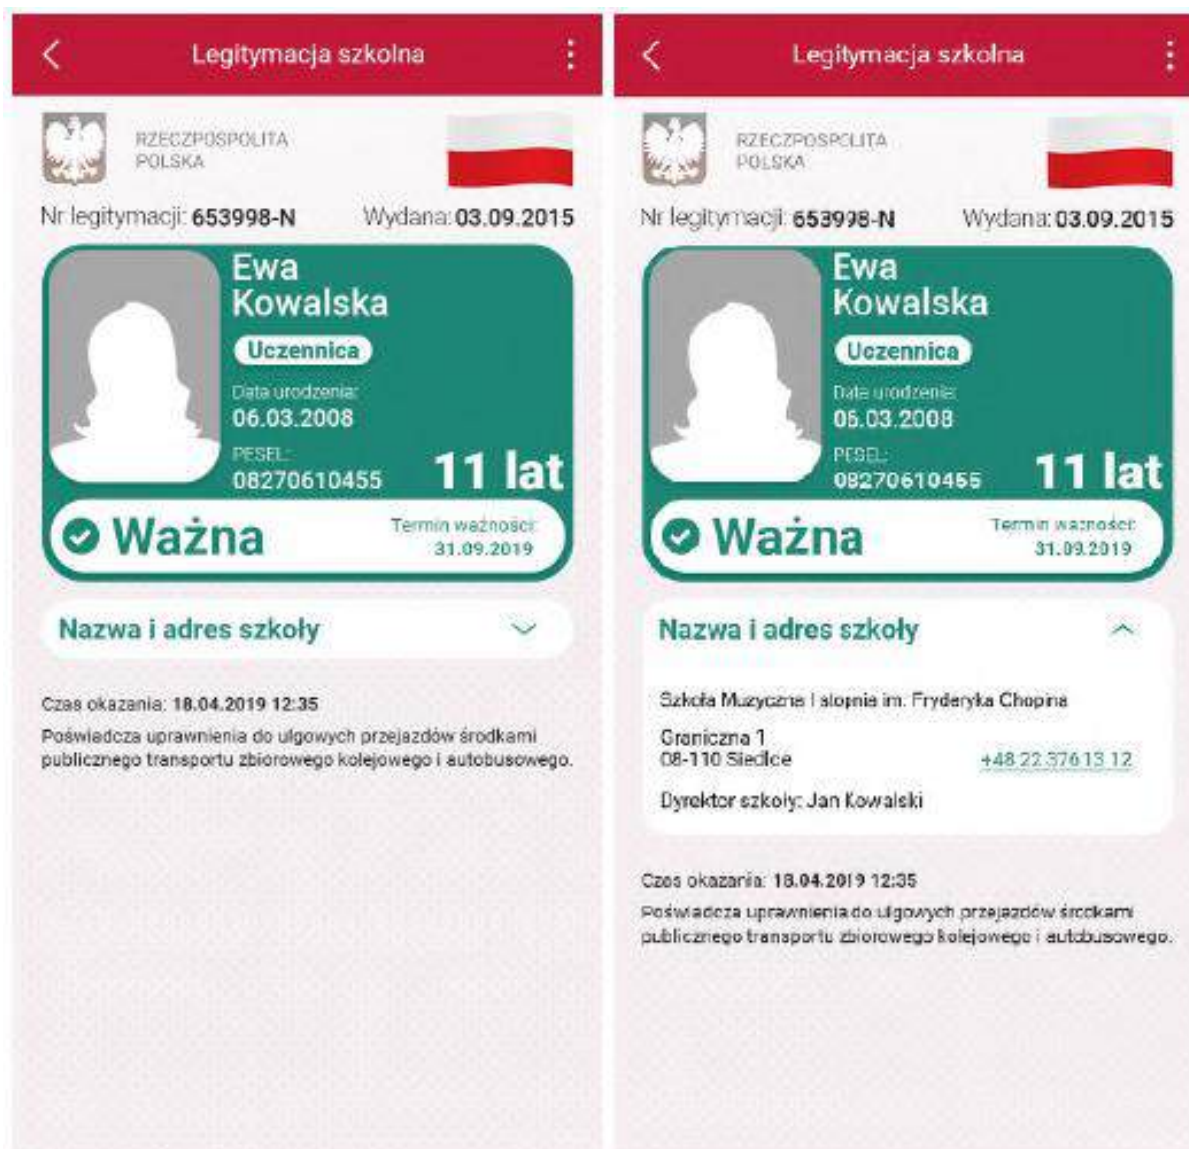 Legitymacja szkolna
RZECZPOSPOLITA
POLSKA
Nr legitymacji: 653998-N Wydana: 03.09.2015
Ewa
Kowalska
Uczennica
Data urodzenia:
06.03.2008
PESEL:
08270610455
11 lat
Ważna
Termin ważności:
31.09.2019
Nazwa i adres szkoły
Czas okazania: 18.04.2019 12:35
Poświadcza uprawnienia do ulgowych przejazdów środkami
publicznego transportu zbiorowego kolejowego i autobusowego.
Legitymacja szkolna
RZECZPOSPOLITA
POLSKA
Nr legitymacji: 653998-N Wydana: 03.09.2015
Ewa
Kowalska
Uczennica
Data urodzenia:
06.03.2008
PESEL:
08270610455
11 lat
Ważna
Termin ważności:
31.09.2019
Nazwa i adres szkoły
Szkoła Muzyczna I stopnia im. Fryderyka Chopina
Graniczna 1
08-110 Siedlce
+48 22 376 13 12
Dyrektor szkoły: Jan Kowalski
Czas okazania: 18.04.2019 12:35
Poświadcza uprawnienia do ulgowych przejazdów środkami
publicznego transportu zbiorowego kolejowego i autobusowego.